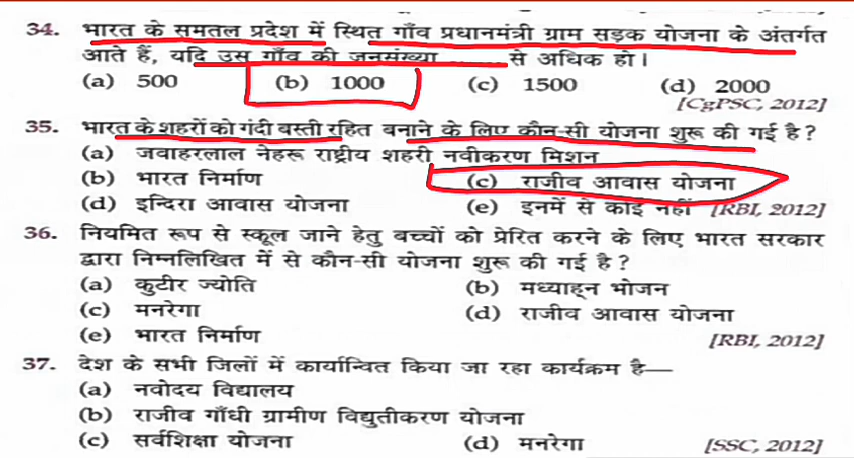 34. भारत के समतल प्रदेश में स्थित गाँव प्रधानमंत्री ग्राम सड़क योजना के अंतर्गत
आते हैं, यदि उस गाँव की जनसंख्या ______ से अधिक हो।
(a) 500 (b) 1000 (c) 1500 (d) 2000
[CgPSC, 2012]
35. भारत के शहरों को गंदी बस्ती रहित बनाने के लिए कौन-सी योजना शुरू की गई है?
(a) जवाहरलाल नेहरू राष्ट्रीय शहरी नवीकरण मिशन
(b) भारत निर्माण (c) राजीव आवास योजना
(d) इन्दिरा आवास योजना (e) इनमें से कोई नहीं [RBI, 2012]
36. नियमित रूप से स्कूल जाने हेतु बच्चों को प्रेरित करने के लिए भारत सरकार
द्वारा निम्नलिखित में से कौन-सी योजना शुरू की गई है?
(a) कुटीर ज्योति (b) मध्याह्न भोजन
(c) मनरेगा (d) राजीव आवास योजना
(e) भारत निर्माण [RBI, 2012]
37. देश के सभी जिलों में कार्यान्वित किया जा रहा कार्यक्रम है—
(a) नवोदय विद्यालय
(b) राजीव गाँधी ग्रामीण विद्युतीकरण योजना
(c) सर्वशिक्षा योजना (d) मनरेगा [SSC, 2012]